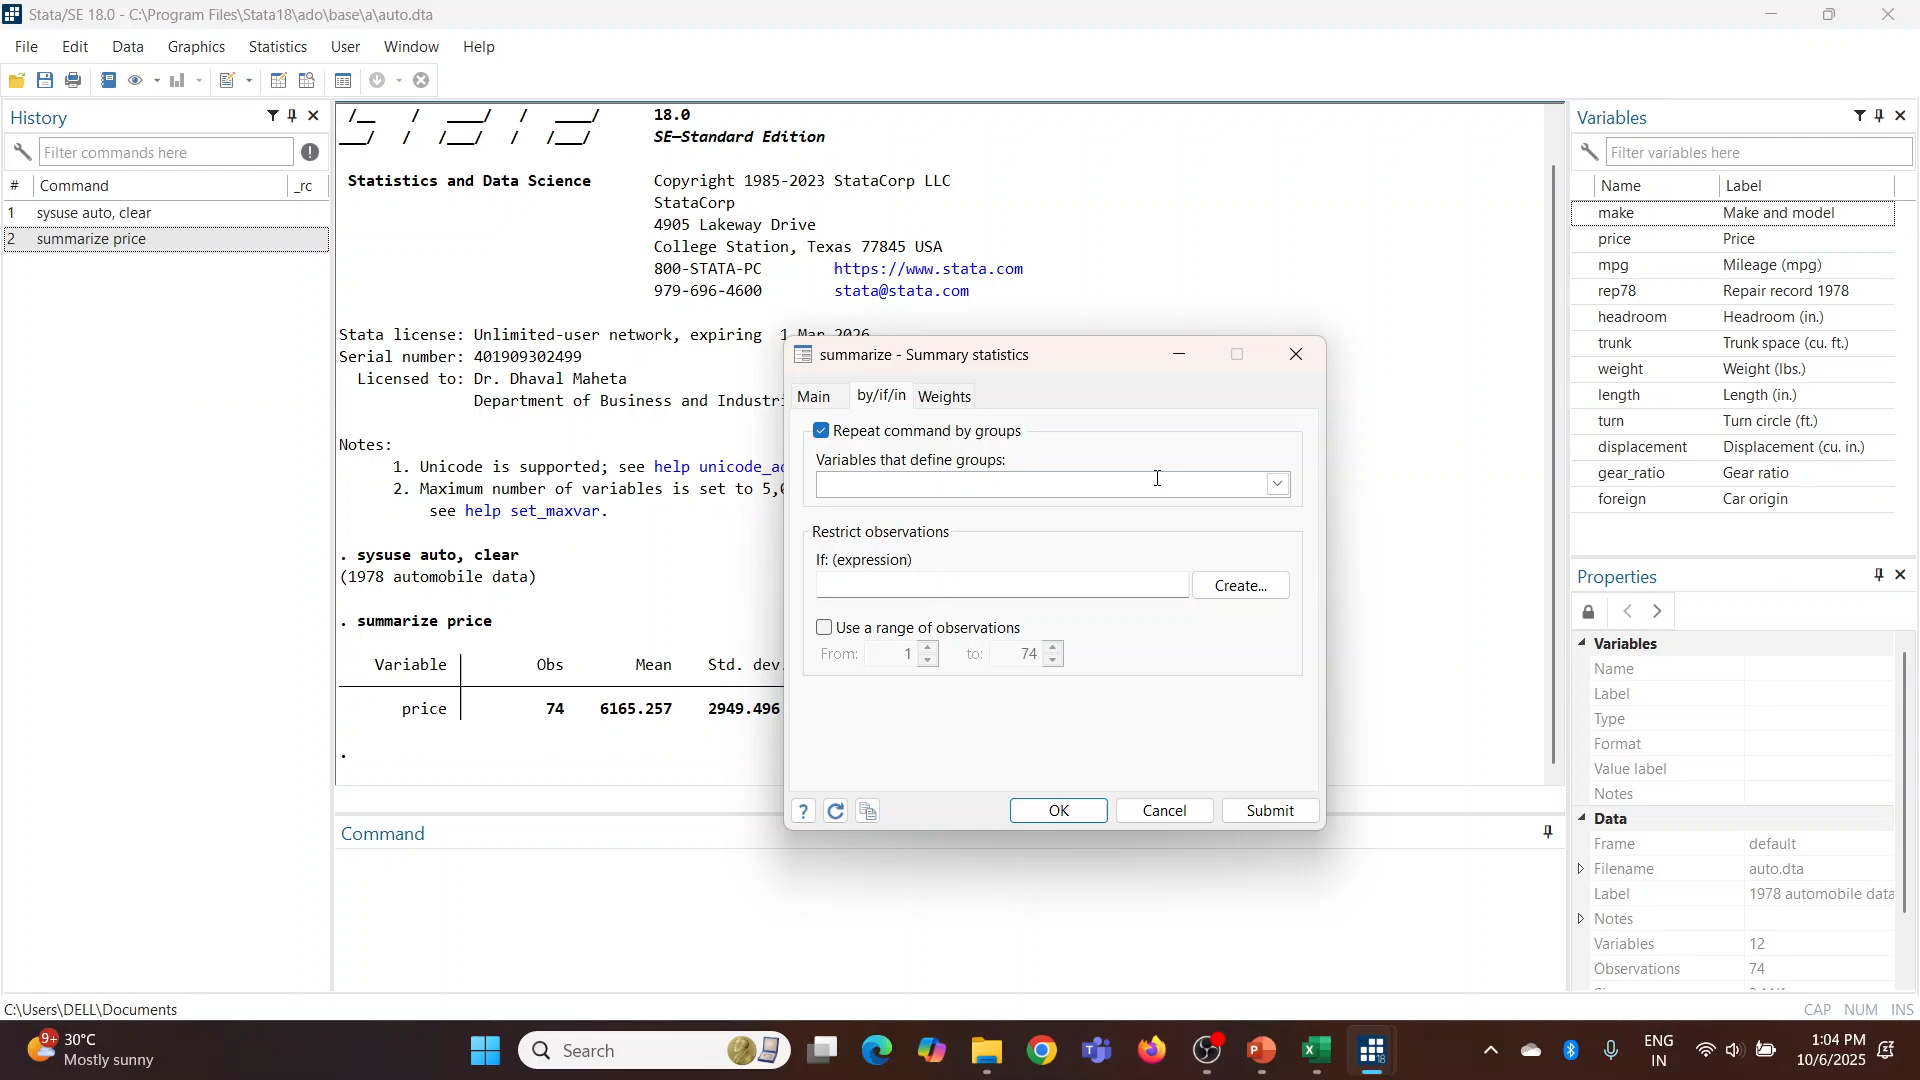 Stata/SE 18.0 - C:\Program Files\Stata18\ado\base\a\auto.dta
File Edit Data Graphics Statistics User Window Help
History
Filter commands here
# Command _rc
1 sysuse auto, clear
2 summarize price
18.0
SE—Standard Edition
Statistics and Data Science Copyright 1985-2023 StataCorp LLC
StataCorp
4905 Lakeway Drive
College Station, Texas 77845 USA
800-STATA-PC https://www.stata.com
979-696-4600 stata@stata.com
Stata license: Unlimited-user network, expiring 1 Mar 2026
Serial number: 401909302499
Licensed to: Dr. Dhaval Maheta
Department of Business and Industri
Notes:
1. Unicode is supported; see help unicode_ad
2. Maximum number of variables is set to 5,0
see help set_maxvar.
. sysuse auto, clear
(1978 automobile data)
. summarize price
Variable Obs Mean Std. dev.
price 74 6165.257 2949.496
.
Command
summarize - Summary statistics
Main by/if/in Weights
Repeat command by groups
Variables that define groups:
Restrict observations
If: (expression)
Create...
Use a range of observations
From: 1 to: 74
? OK Cancel Submit
Variables
Filter variables here
Name Label
make Make and model
price Price
mpg Mileage (mpg)
rep78 Repair record 1978
headroom Headroom (in.)
trunk Trunk space (cu. ft.)
weight Weight (lbs.)
length Length (in.)
turn Turn circle (ft.)
displacement Displacement (cu. in.)
gear_ratio Gear ratio
foreign Car origin
Properties
Variables
Name
Label
Type
Format
Value label
Notes
Data
Frame default
Filename auto.dta
Label 1978 automobile data
Notes
Variables 12
Observations 74
C:\Users\DELL\Documents
CAP NUM INS
9+ 30°C
Mostly sunny
Search
ENG
IN
1:04 PM
10/6/2025